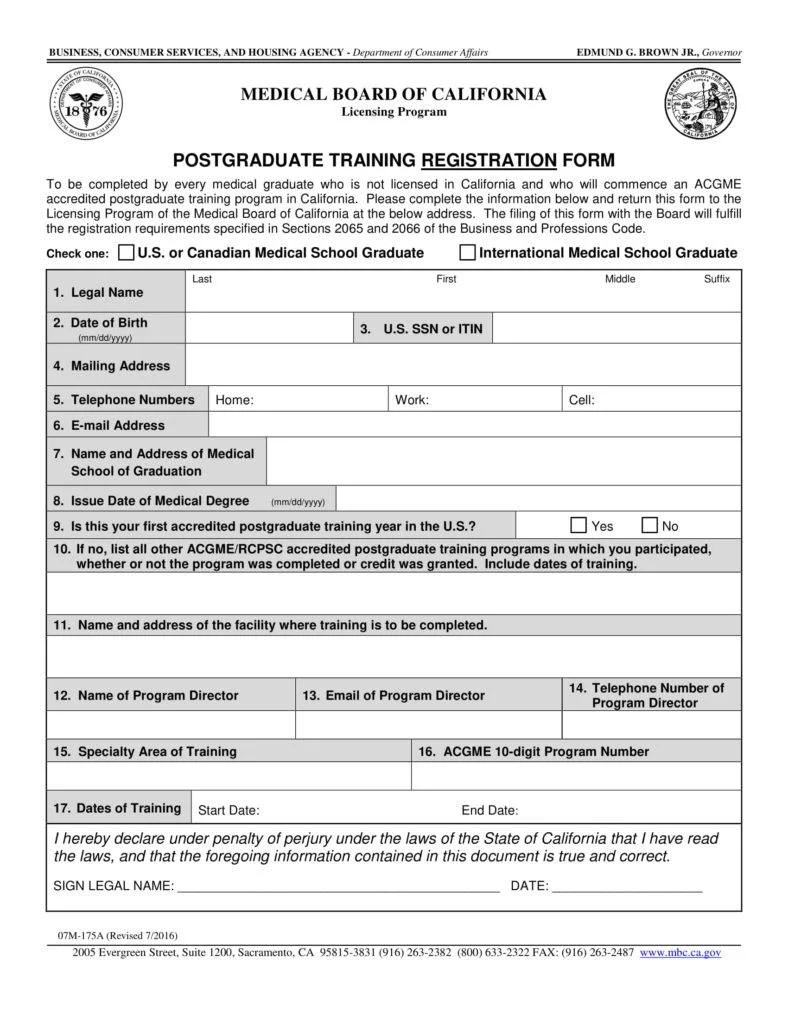 BUSINESS, CONSUMER SERVICES, AND HOUSING AGENCY - Department of Consumer Affairs EDMUND G. BROWN JR., Governor
STATE OF CALIFORNIA
DEPARTMENT OF CONSUMER AFFAIRS
18 76
MEDICAL BOARD OF CALIFORNIA
MEDICAL BOARD OF CALIFORNIA
Licensing Program
THE GREAT SEAL OF THE STATE OF CALIFORNIA
EUREKA
POSTGRADUATE TRAINING REGISTRATION FORM
To be completed by every medical graduate who is not licensed in California and who will commence an ACGME
accredited postgraduate training program in California. Please complete the information below and return this form to the
Licensing Program of the Medical Board of California at the below address. The filing of this form with the Board will fulfill
the registration requirements specified in Sections 2065 and 2066 of the Business and Professions Code.
Check one: U.S. or Canadian Medical School Graduate International Medical School Graduate
Last First Middle Suffix
1. Legal Name
2. Date of Birth
(mm/dd/yyyy)
3. U.S. SSN or ITIN
4. Mailing Address
5. Telephone Numbers Home: Work: Cell:
6. E-mail Address
7. Name and Address of Medical
School of Graduation
8. Issue Date of Medical Degree (mm/dd/yyyy)
9. Is this your first accredited postgraduate training year in the U.S.? Yes No
10. If no, list all other ACGME/RCPSC accredited postgraduate training programs in which you participated,
whether or not the program was completed or credit was granted. Include dates of training.
11. Name and address of the facility where training is to be completed.
12. Name of Program Director 13. Email of Program Director
14. Telephone Number of
Program Director
15. Specialty Area of Training 16. ACGME 10-digit Program Number
17. Dates of Training Start Date: End Date:
I hereby declare under penalty of perjury under the laws of the State of California that I have read
the laws, and that the foregoing information contained in this document is true and correct.
SIGN LEGAL NAME: ______________________________________________ DATE: _____________________
07M-175A (Revised 7/2016)
2005 Evergreen Street, Suite 1200, Sacramento, CA 95815-3831 (916) 263-2382 (800) 633-2322 FAX: (916) 263-2487 www.mbc.ca.gov